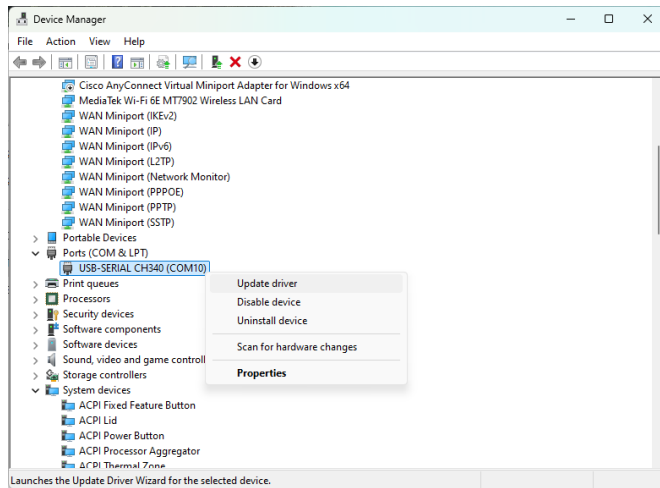 Device Manager
File Action View Help
Cisco AnyConnect Virtual Miniport Adapter for Windows x64
MediaTek Wi-Fi 6E MT7902 Wireless LAN Card
WAN Miniport (IKEv2)
WAN Miniport (IP)
WAN Miniport (IPv6)
WAN Miniport (L2TP)
WAN Miniport (Network Monitor)
WAN Miniport (PPPOE)
WAN Miniport (PPTP)
WAN Miniport (SSTP)
Portable Devices
Ports (COM & LPT)
USB-SERIAL CH340 (COM10)
Print queues
Processors
Security devices
Software components
Software devices
Sound, video and game controll
Storage controllers
System devices
ACPI Fixed Feature Button
ACPI Lid
ACPI Power Button
ACPI Processor Aggregator
ACPI Thermal Zone
Update driver
Disable device
Uninstall device
Scan for hardware changes
Properties
Launches the Update Driver Wizard for the selected device.